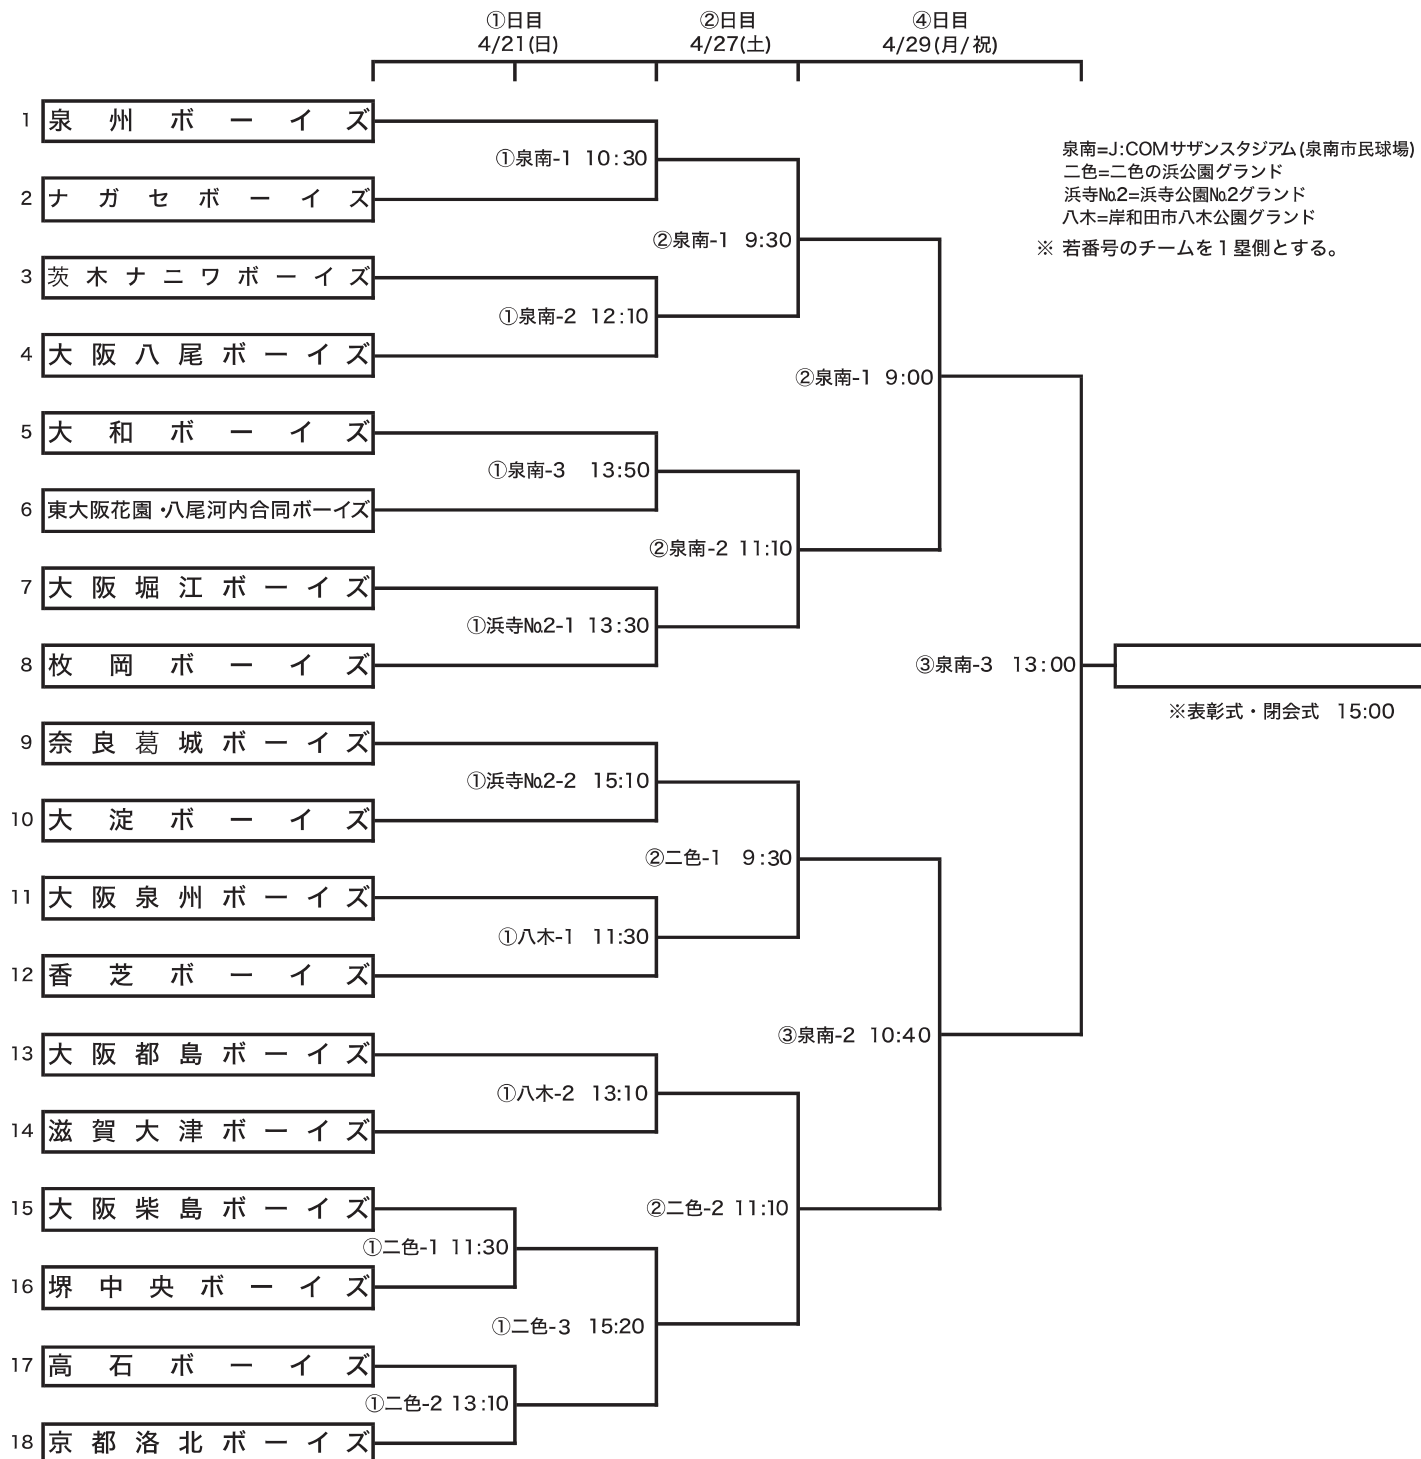 ①日目 ②日目 ④日目
4/21(日) 4/27(土) 4/29(月/祝)
1 泉州ボーイズ
泉南=J:COMサザンスタジアム(泉南市民球場)
①泉南-1 10:30
二色=二色の浜公園グランド
2 ナガセボーイズ
浜寺No.2=浜寺公園No.2グランド
八木=岸和田市八木公園グランド
②泉南-1 9:30
※ 若番号のチームを1塁側とする。
3 茨木ナニワボーイズ
①泉南-2 12:10
4 大阪八尾ボーイズ
②泉南-1 9:00
5 大和ボーイズ
①泉南-3 13:50
6 東大阪花園・八尾河内合同ボーイズ
②泉南-2 11:10
7 大阪堀江ボーイズ
①浜寺No.2-1 13:30
8 枚岡ボーイズ
③泉南-3 13:00
※表彰式・閉会式 15:00
9 奈良葛城ボーイズ
①浜寺No.2-2 15:10
10 大淀ボーイズ
②二色-1 9:30
11 大阪泉州ボーイズ
①八木-1 11:30
12 香芝ボーイズ
③泉南-2 10:40
13 大阪都島ボーイズ
①八木-2 13:10
14 滋賀大津ボーイズ
15 大阪柴島ボーイズ
②二色-2 11:10
①二色-1 11:30
16 堺中央ボーイズ
①二色-3 15:20
17 高石ボーイズ
①二色-2 13:10
18 京都洛北ボーイズ